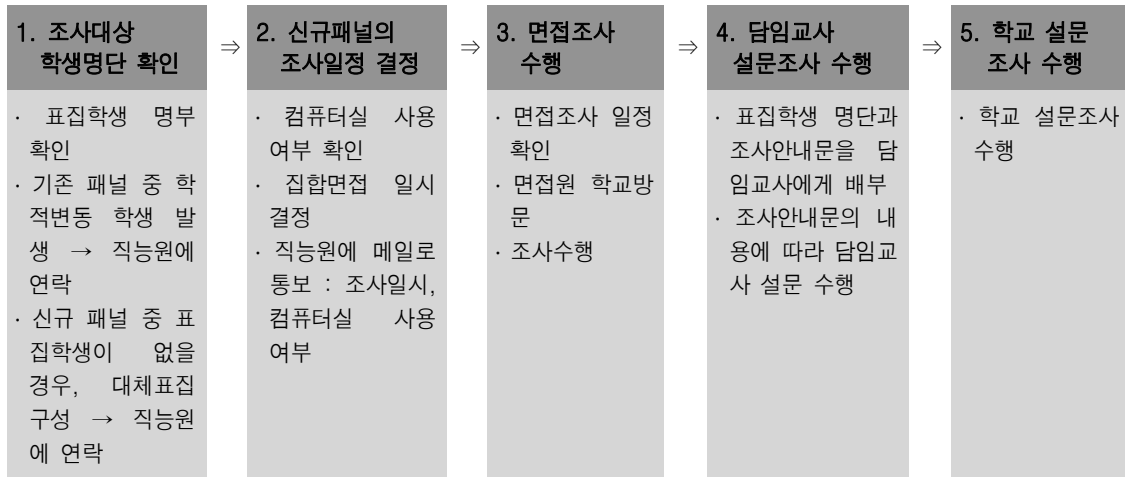 1. 조사대상
학생명단 확인
· 표집학생 명부
확인
· 기존 패널 중 학
적변동 학생 발
생 → 직능원에
연락
· 신규 패널 중 표
집학생이 없을
경우, 대체표집
구성 → 직능원
에 연락
⇒
2. 신규패널의
조사일정 결정
· 컴퓨터실 사용
여부 확인
· 집합면접 일시
결정
· 직능원에 메일로
통보 : 조사일시,
컴퓨터실 사용
여부
⇒
3. 면접조사
수행
· 면접조사 일정
확인
· 면접원 학교방
문
· 조사수행
⇒
4. 담임교사
설문조사 수행
· 표집학생 명단과
조사안내문을 담
임교사에게 배부
· 조사안내문의 내
용에 따라 담임교
사 설문 수행
⇒
5. 학교 설문
조사 수행
· 학교 설문조사
수행